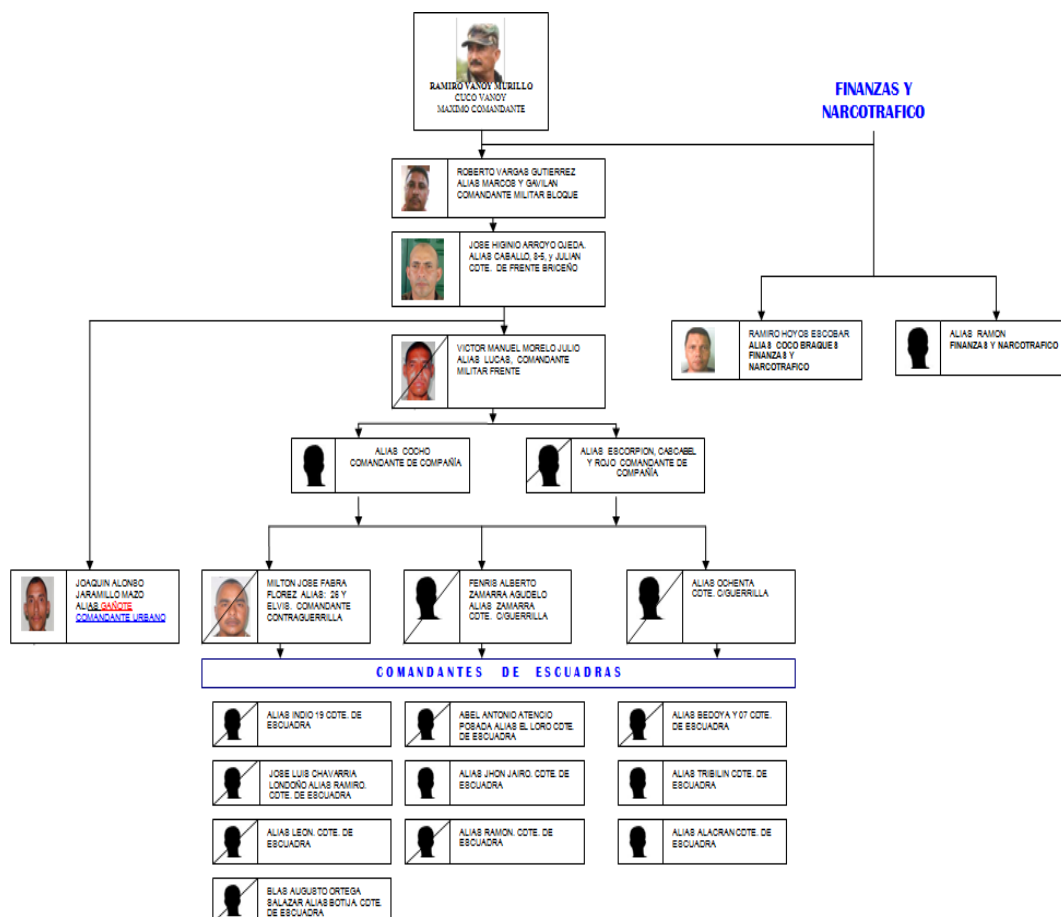 RAMIRO VANOY MURILLO
CUCO VANOY
MAXIMO COMANDANTE
FINANZAS Y
NARCOTRAFICO
ROBERTO VARGAS GUTIERREZ
ALIAS MARCOS Y GAVILAN
COMANDANTE MILITAR BLOQUE
JOSE HIGINIO ARROYO OJEDA.
ALIAS CABALLO, 8-5, y JULIAN
CDTE. DE FRENTE BRICEÑO
VICTOR MANUEL MORELO JULIO
ALIAS LUCAS, COMANDANTE
MILITAR FRENTE
RAMIRO HOYOS ESCOBAR
ALIAS COCO BRAQUES
FINANZAS Y
NARCOTRAFICO
ALIAS RAMON
FINANZAS Y NARCOTRAFICO
ALIAS COCHO
COMANDANTE DE COMPAÑÍA
ALIAS ESCORPION, CASCABEL
Y ROJO COMANDANTE DE
COMPAÑÍA
JOAQUIN ALONSO
JARAMILLO MAZO
ALIAS GAÑOTE
COMANDANTE URBANO
MILTON JOSE FABRA
FLOREZ ALIAS: 26 Y
ELVIS. COMANDANTE
CONTRAGUERRILLA
FENRIS ALBERTO
ZAMARRA AGUDELO
ALIAS ZAMARRA
CDTE. C/GUERRILLA
ALIAS OCHENTA
CDTE. C/GUERRILLA
COMANDANTES DE ESCUADRAS
ALIAS INDIO 19 CDTE. DE
ESCUADRA
ABEL ANTONIO ATENCIO
POSADA ALIAS EL LORO CDTE.
DE ESCUADRA
ALIAS BEDOYA Y 07 CDTE.
DE ESCUADRA
JOSE LUIS CHAVARRIA
LONDOÑO ALIAS RAMIRO.
CDTE. DE ESCUADRA
ALIAS JHON JAIRO. CDTE. DE
ESCUADRA
ALIAS TRIBILIN CDTE. DE
ESCUADRA
ALIAS LEON. CDTE. DE
ESCUADRA
ALIAS RAMON. CDTE. DE
ESCUADRA
ALIAS ALACRAN CDTE. DE
ESCUADRA
BLAS AUGUSTO ORTEGA
SALAZAR ALIAS BOTIJA. CDTE.
DE ESCUADRA